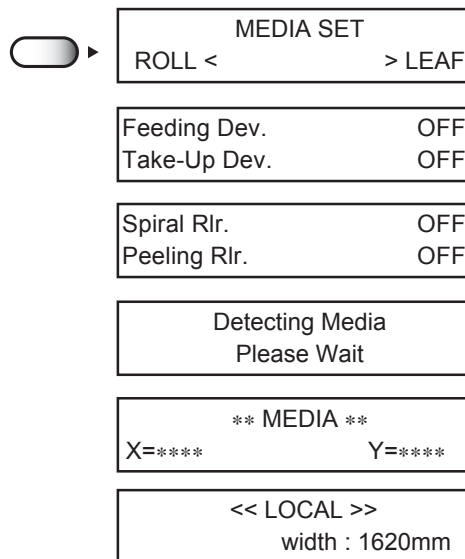 MEDIA SET
ROLL < > LEAF
Feeding Dev. OFF
Take-Up Dev. OFF
Spiral Rlr. OFF
Peeling Rlr. OFF
Detecting Media
Please Wait
** MEDIA **
X=**** Y=****
<< LOCAL >>
width : 1620mm